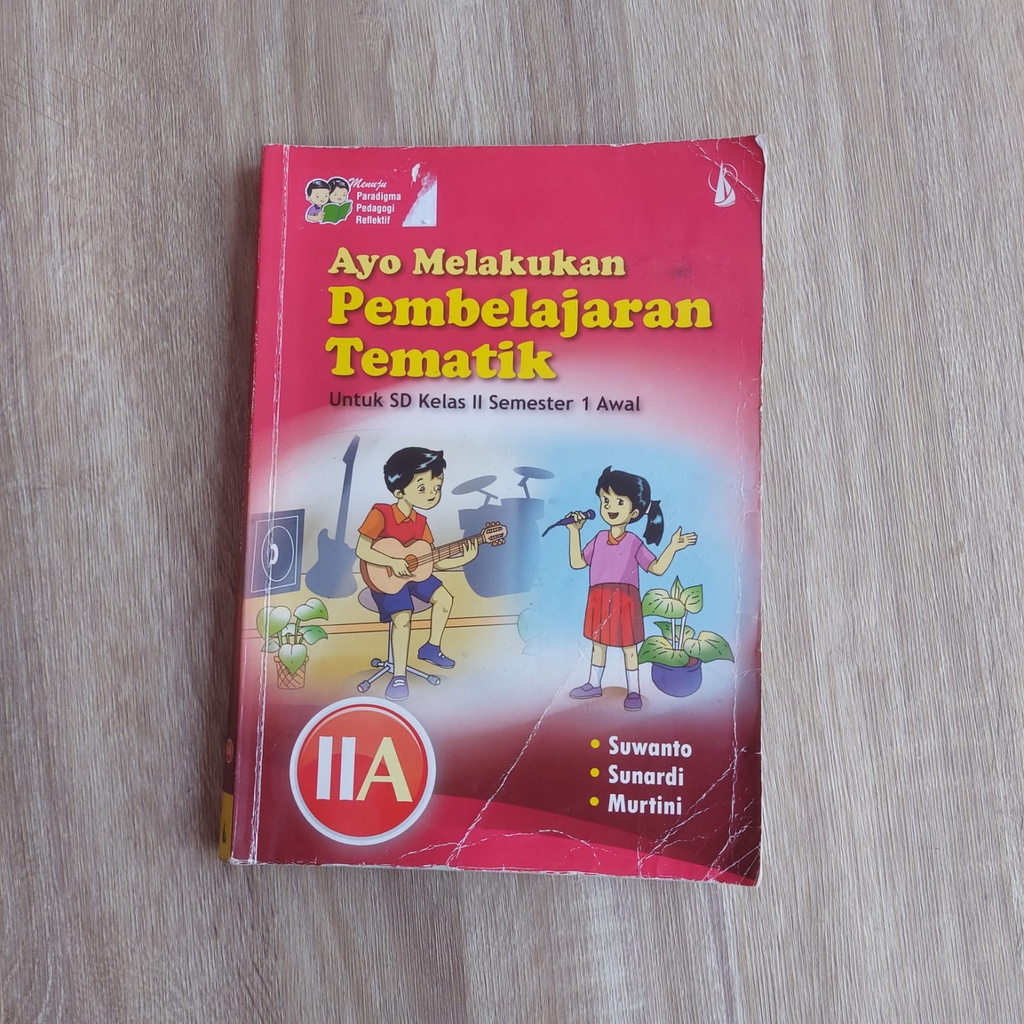 Menuju
Paradigma
Pedagogi
Reflektif
Ayo Melakukan
Pembelajaran
Tematik
Untuk SD Kelas II Semester 1 Awal
IIA
• Suwanto
• Sunardi
• Murtini